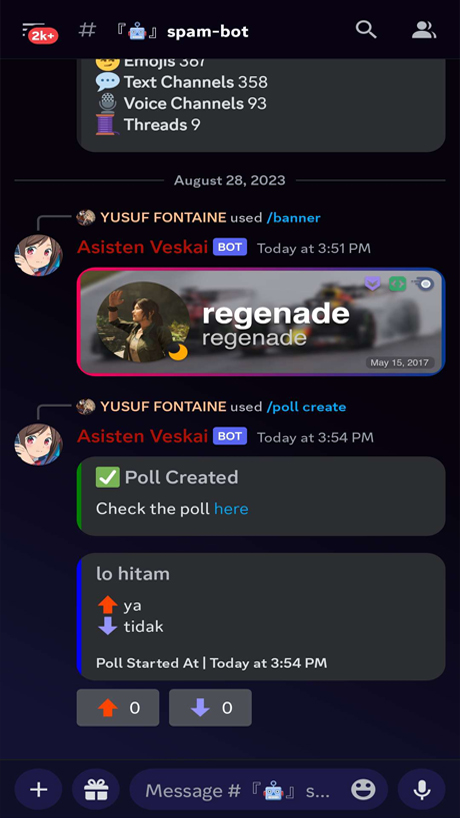 2k+
# 『🤖』 spam-bot
Emojis 367
Text Channels 358
Voice Channels 93
Threads 9
August 28, 2023
YUSUF FONTAINE used /banner
Asisten Veskai BOT Today at 3:51 PM
regenade
regenade
May 15, 2017
YUSUF FONTAINE used /poll create
Asisten Veskai BOT Today at 3:54 PM
✅ Poll Created
Check the poll here
lo hitam
ya
tidak
Poll Started At | Today at 3:54 PM
0 0
Message # 『🤖』 s...